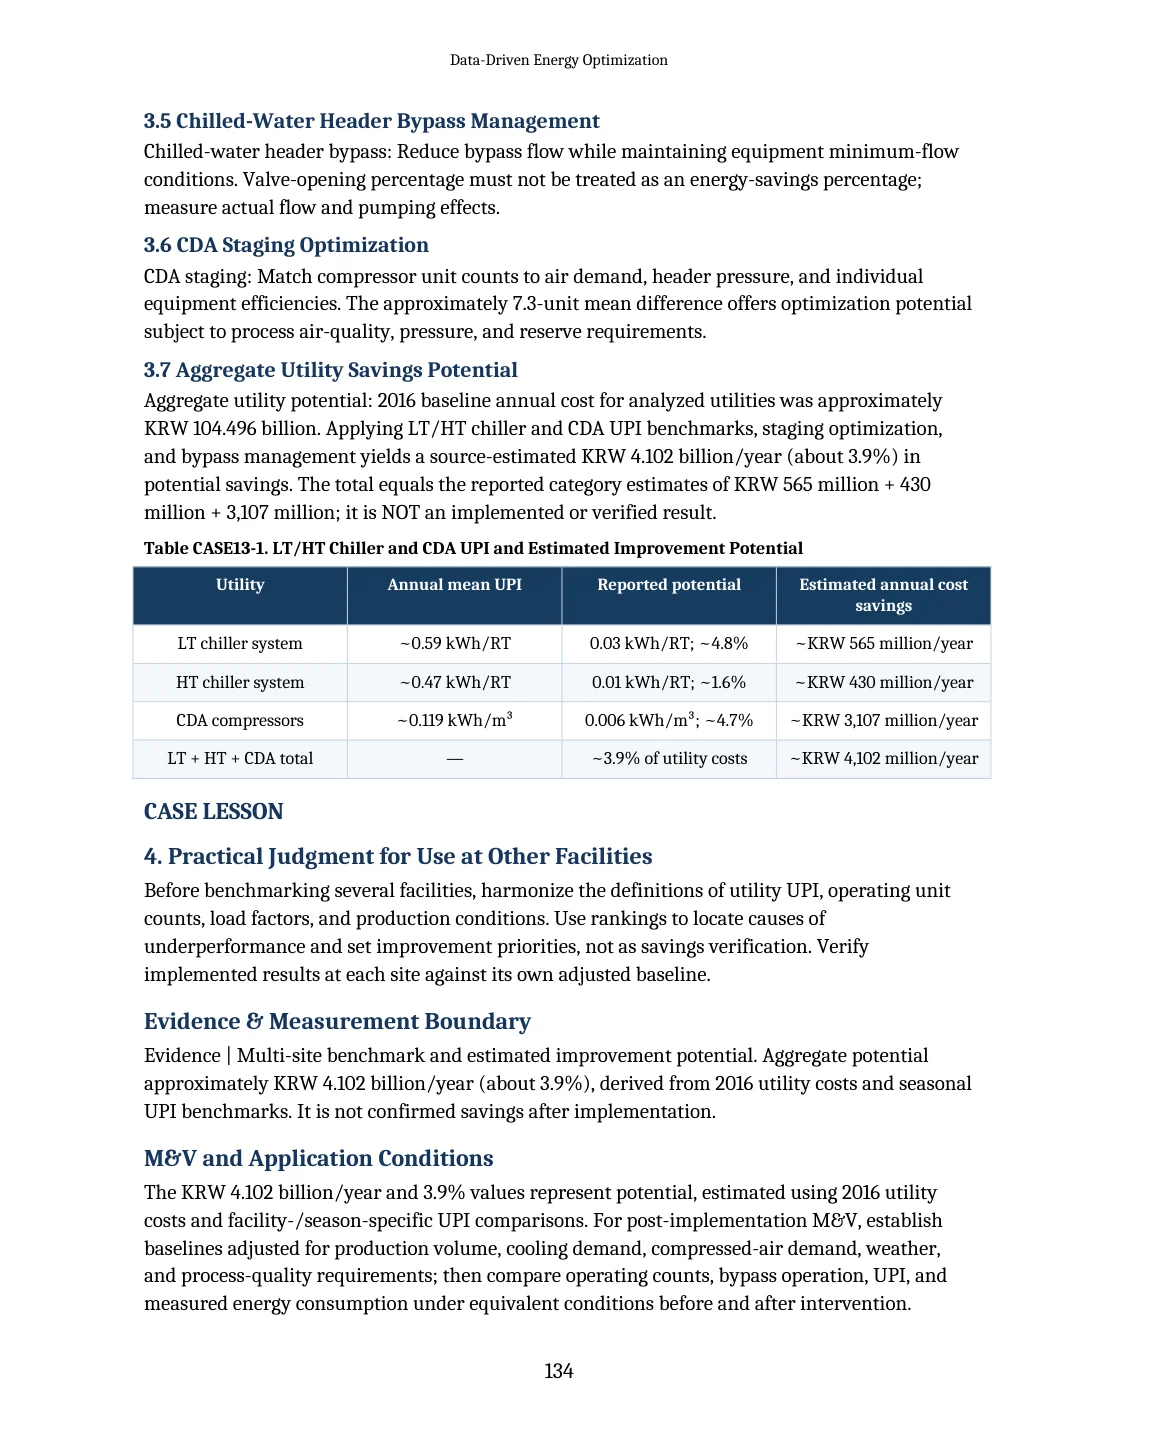 Data-Driven Energy Optimization
3.5 Chilled-Water Header Bypass Management
Chilled-water header bypass: Reduce bypass flow while maintaining equipment minimum-flow
conditions. Valve-opening percentage must not be treated as an energy-savings percentage;
measure actual flow and pumping effects.
3.6 CDA Staging Optimization
CDA staging: Match compressor unit counts to air demand, header pressure, and individual
equipment efficiencies. The approximately 7.3-unit mean difference offers optimization potential
subject to process air-quality, pressure, and reserve requirements.
3.7 Aggregate Utility Savings Potential
Aggregate utility potential: 2016 baseline annual cost for analyzed utilities was approximately
KRW 104.496 billion. Applying LT/HT chiller and CDA UPI benchmarks, staging optimization,
and bypass management yields a source-estimated KRW 4.102 billion/year (about 3.9%) in
potential savings. The total equals the reported category estimates of KRW 565 million + 430
million + 3,107 million; it is NOT an implemented or verified result.
Table CASE13-1. LT/HT Chiller and CDA UPI and Estimated Improvement Potential
Utility Annual mean UPI Reported potential Estimated annual cost
savings
LT chiller system ~0.59 kWh/RT 0.03 kWh/RT; ~4.8% ~KRW 565 million/year
HT chiller system ~0.47 kWh/RT 0.01 kWh/RT; ~1.6% ~KRW 430 million/year
CDA compressors ~0.119 kWh/m³ 0.006 kWh/m³; ~4.7% ~KRW 3,107 million/year
LT + HT + CDA total — ~3.9% of utility costs ~KRW 4,102 million/year
CASE LESSON
4. Practical Judgment for Use at Other Facilities
Before benchmarking several facilities, harmonize the definitions of utility UPI, operating unit
counts, load factors, and production conditions. Use rankings to locate causes of
underperformance and set improvement priorities, not as savings verification. Verify
implemented results at each site against its own adjusted baseline.
Evidence & Measurement Boundary
Evidence | Multi-site benchmark and estimated improvement potential. Aggregate potential
approximately KRW 4.102 billion/year (about 3.9%), derived from 2016 utility costs and seasonal
UPI benchmarks. It is not confirmed savings after implementation.
M&V and Application Conditions
The KRW 4.102 billion/year and 3.9% values represent potential, estimated using 2016 utility
costs and facility-/season-specific UPI comparisons. For post-implementation M&V, establish
baselines adjusted for production volume, cooling demand, compressed-air demand, weather,
and process-quality requirements; then compare operating counts, bypass operation, UPI, and
measured energy consumption under equivalent conditions before and after intervention.
134